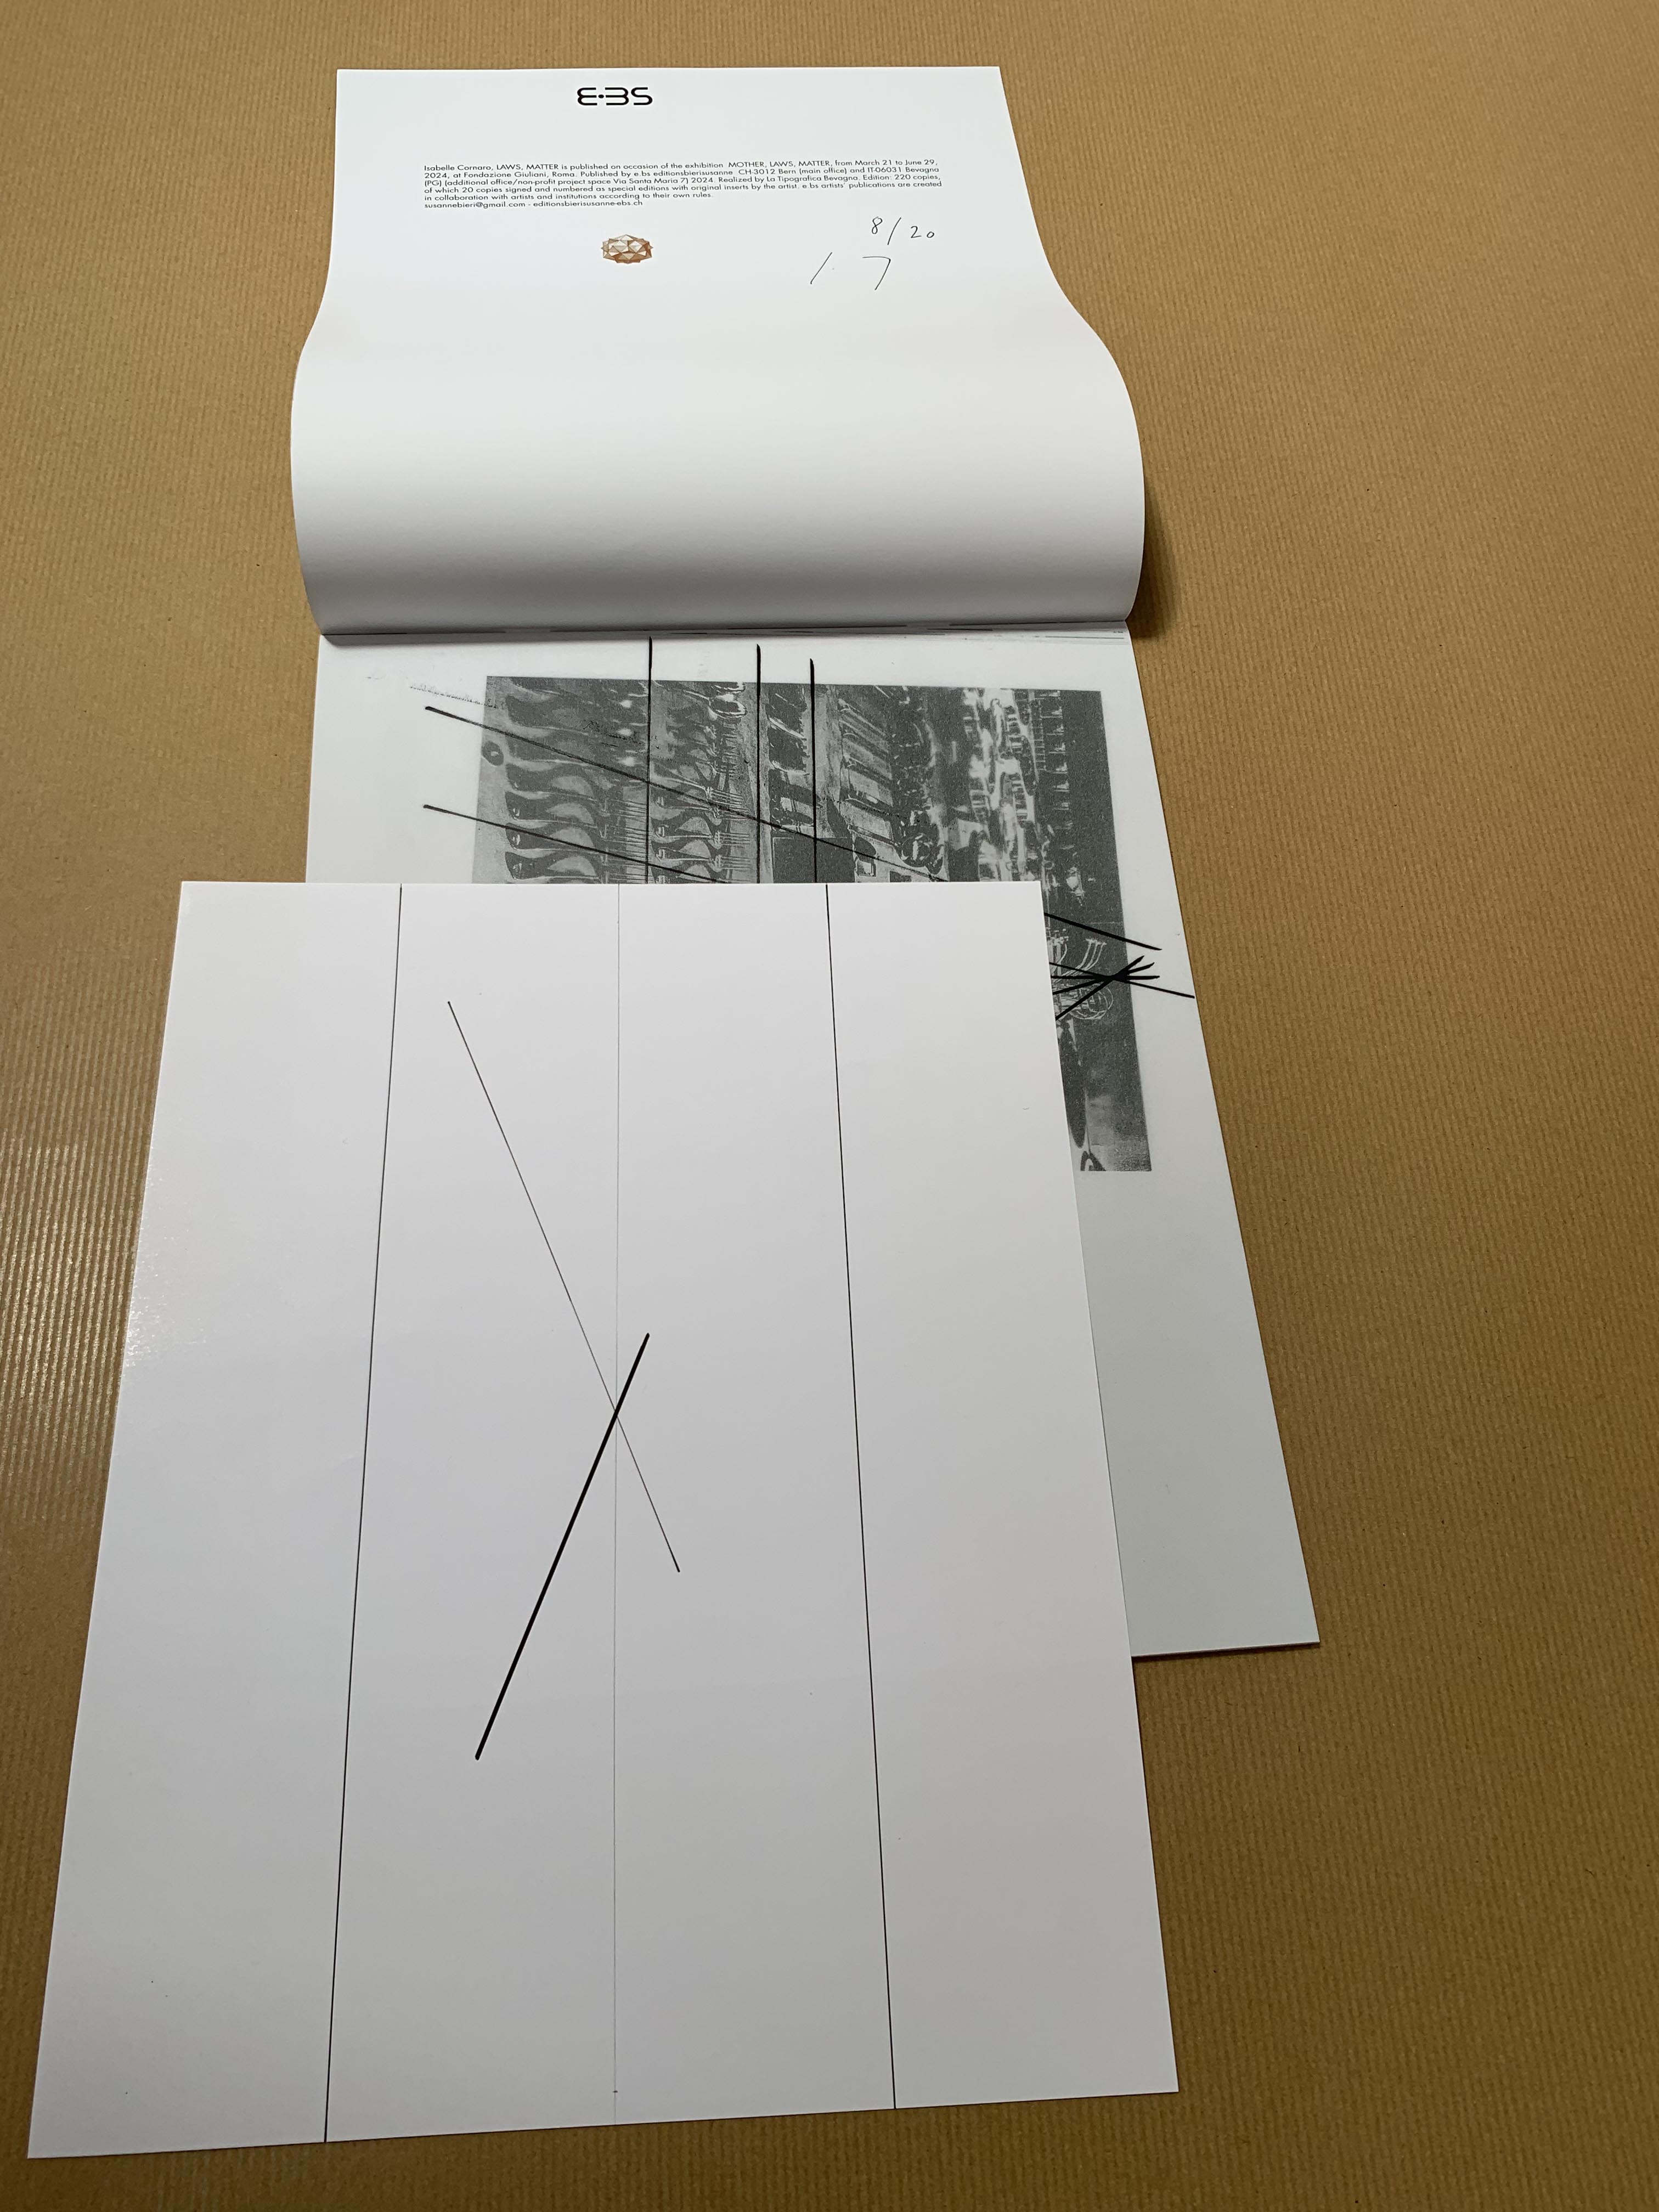 E·BS
Isabelle Cornaro, LAWS, MATTER is published on occasion of the exhibition MOTHER, LAWS, MATTER, from March 21 to June 29,
2024, at Fondazione Giuliani, Roma. Published by e.bs editionsbierisusanne CH-3012 Bern (main office) and IT-06031 Bevagna
(PG) (additional office/non-profit project space Via Santa Maria 7) 2024. Realized by La Tipografica Bevagna. Edition: 220 copies,
of which 20 copies signed and numbered as special editions with original inserts by the artist. e.bs artists' publications are created
in collaboration with artists and institutions according to their own rules.
susannebieri@gmail.com - editionsbierisusanne-ebs.ch
8/20